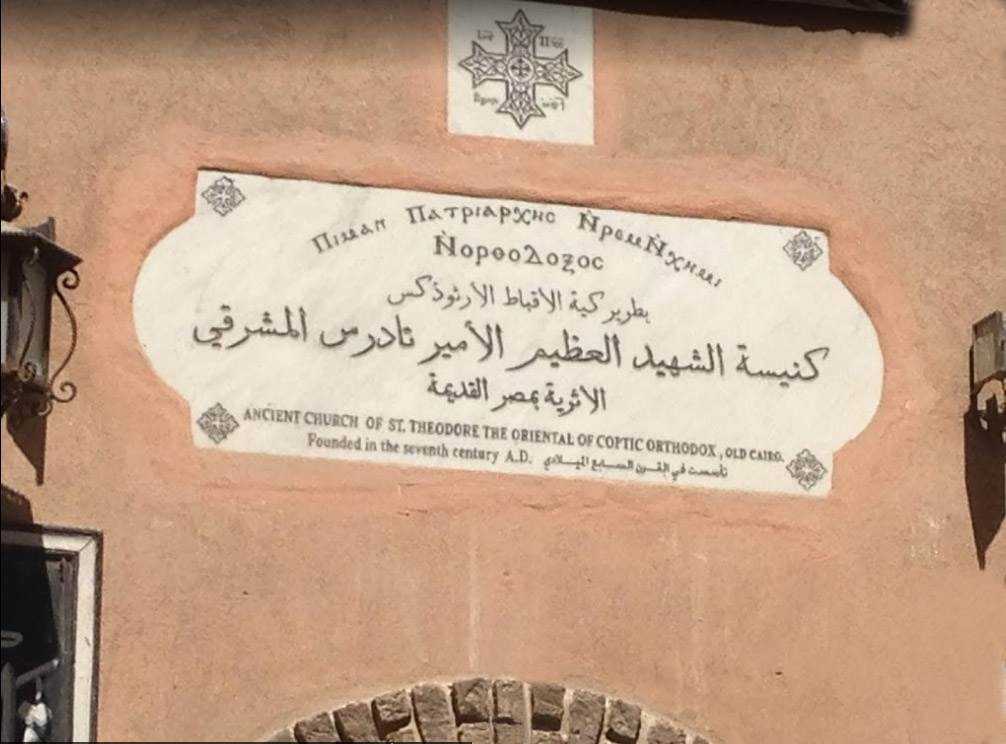 Ⲡⲓⲙⲁⲛ Ⲡⲁⲧⲣⲓⲁⲣⲭⲏⲥ Ⲛ̀ⲣⲉⲙⲚ̀ⲭⲏⲙⲓ
Ⲛ̀ⲟⲣⲑⲟⲇⲟⲝⲟⲥ
بطريركية الأقباط الأرثوذكس
كنيسة الشهيد العظيم الأمير تادرس المشرقي
الأثرية بمصر القديمة
ANCIENT CHURCH OF ST. THEODORE THE ORIENTAL OF COPTIC ORTHODOX, OLD CAIRO.
Founded in the seventh century A.D. تأسست في القرن السابع الميلادي